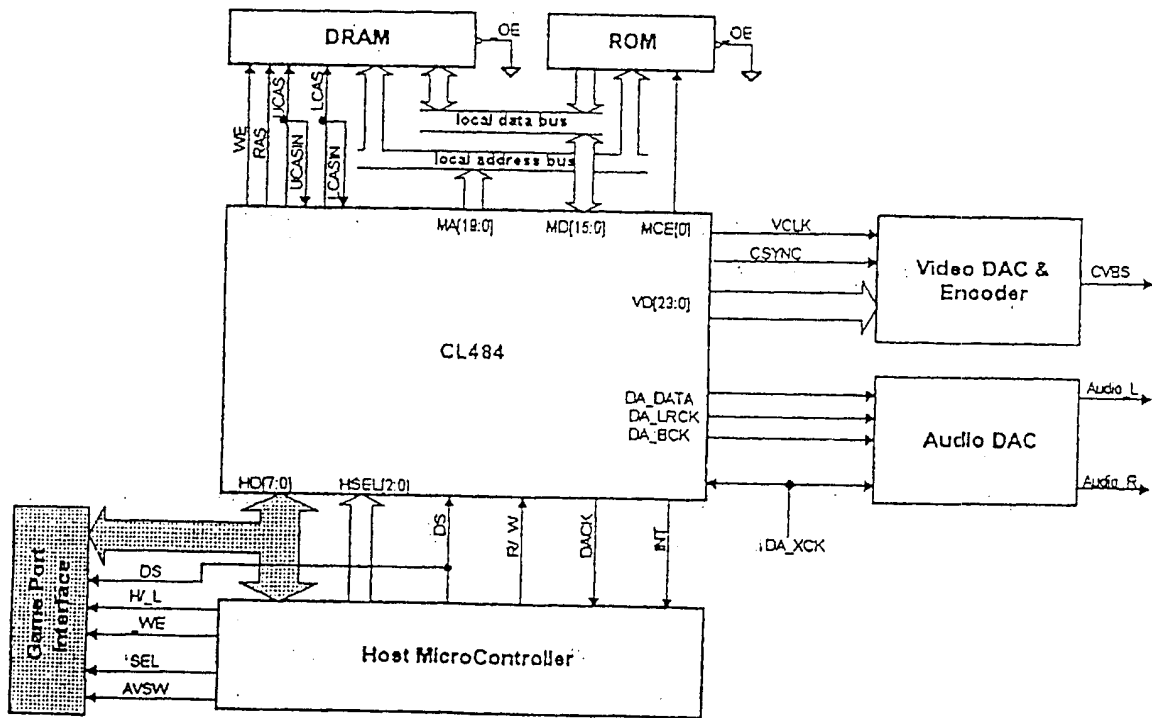 DRAM
_OE
ROM
_OE
WE
RAS
UCAS
UCASIN
LCAS
LCASIN
local data bus
local address bus
MA[19:0]
MD[15:0]
MCE[0]
VCLK
CSYNC
VD[23:0]
Video DAC &
Encoder
CVBS
CL484
DA_DATA
DA_LRCK
DA_BCK
Audio DAC
Audio_L
Audio_R
DA_XCK
HD[7:0]
HSEL[2:0]
DS
R/_W
DACK
INT
Game Port
Interface
DS
H/_L
_WE
SEL
AVSW
Host MicroController